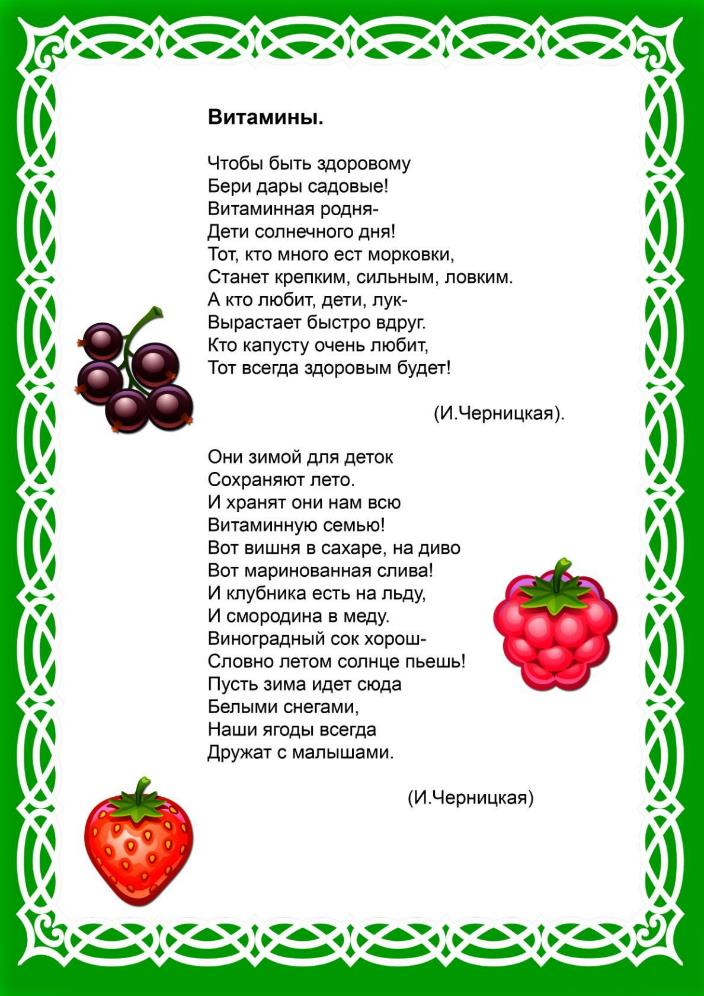 Витамины.
Чтобы быть здоровому
Бери дары садовые!
Витаминная родня-
Дети солнечного дня!
Тот, кто много ест морковки,
Станет крепким, сильным, ловким.
А кто любит, дети, лук-
Вырастает быстро вдруг.
Кто капусту очень любит,
Тот всегда здоровым будет!
(И.Черницкая).
Они зимой для деток
Сохраняют лето.
И хранят они нам всю
Витаминную семью!
Вот вишня в сахаре, на диво
Вот маринованная слива!
И клубника есть на льду,
И смородина в меду.
Виноградный сок хорош-
Словно летом солнце пьешь!
Пусть зима идет сюда
Белыми снегами,
Наши ягоды всегда
Дружат с малышами.
(И.Черницкая)